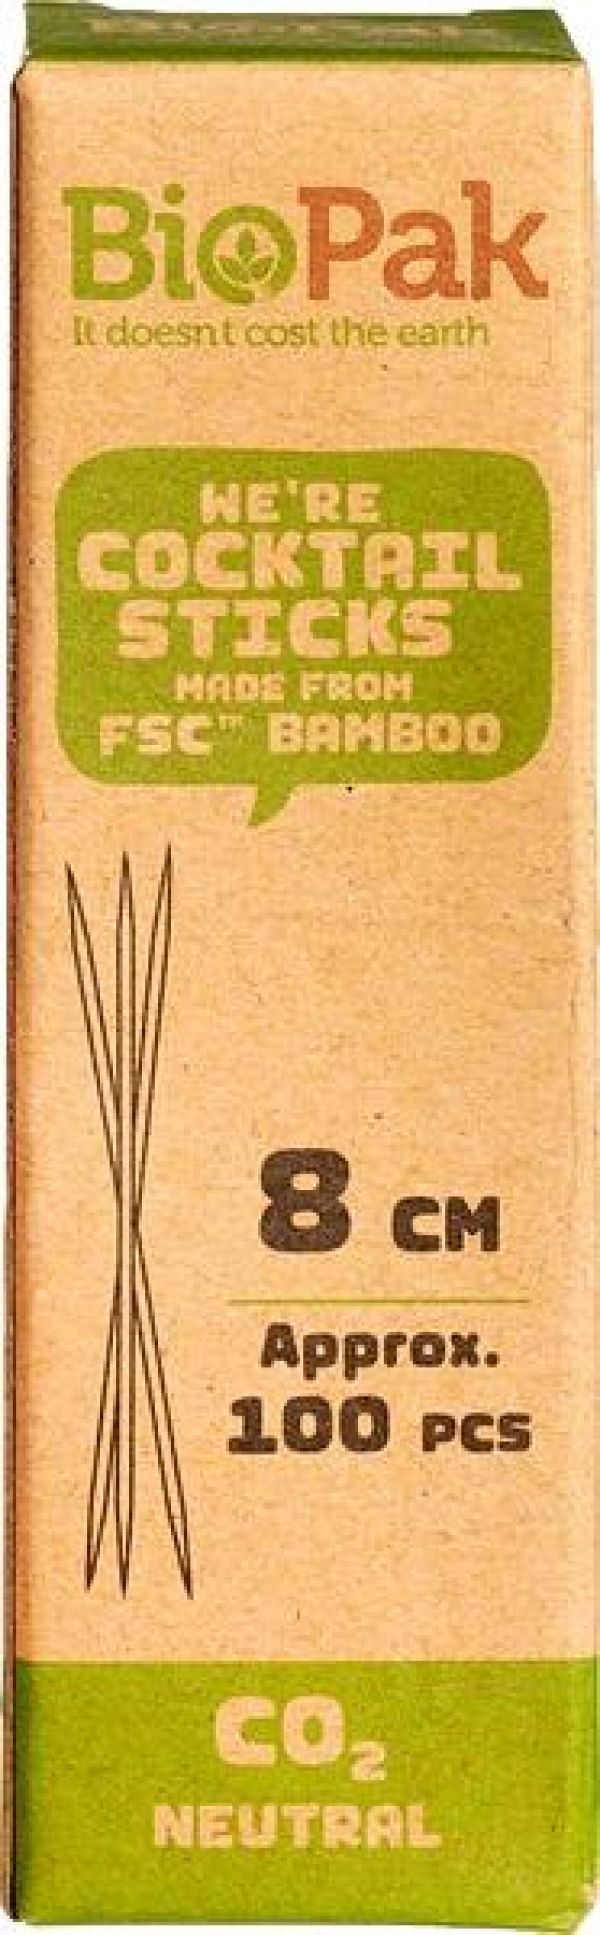 BioPak
It doesnt cost the earth
WE'RE
COCKTAIL
STICKS
MADE FROM
FSC™ BAMBOO
8 CM
Approx.
100 PCS
CO₂
NEUTRAL